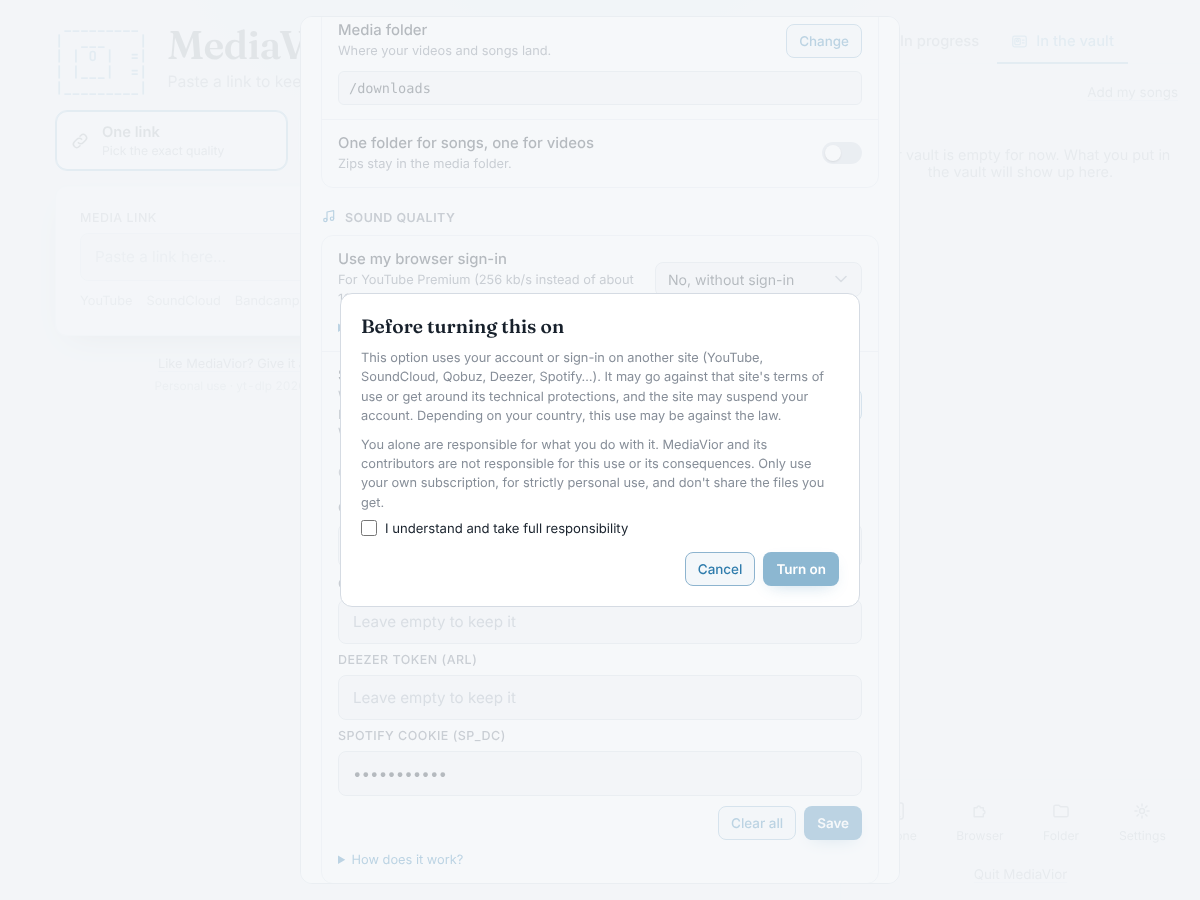 MediaV
Paste a link to kee
One link
Pick the exact quality
MEDIA LINK
Paste a link here...
YouTube SoundCloud Bandcamp
Like MediaVior? Give it
Personal use · yt-dlp 202
Media folder
Where your videos and songs land.
Change
/downloads
One folder for songs, one for videos
Zips stay in the media folder.
SOUND QUALITY
Use my browser sign-in
For YouTube Premium (256 kb/s instead of about
No, without sign-in
Before turning this on
This option uses your account or sign-in on another site (YouTube,
SoundCloud, Qobuz, Deezer, Spotify…). It may go against that site's terms of
use or get around its technical protections, and the site may suspend your
account. Depending on your country, this use may be against the law.
You alone are responsible for what you do with it. MediaVior and its
contributors are not responsible for this use or its consequences. Only use
your own subscription, for strictly personal use, and don't share the files you
get.
I understand and take full responsibility
Cancel
Turn on
Leave empty to keep it
DEEZER TOKEN (ARL)
Leave empty to keep it
SPOTIFY COOKIE (SP_DC)
•••••••••••
Clear all
Save
How does it work?
In progress
In the vault
Add my songs
vault is empty for now. What you put in
the vault will show up here.
Browser
Folder
Settings
Quit MediaVior